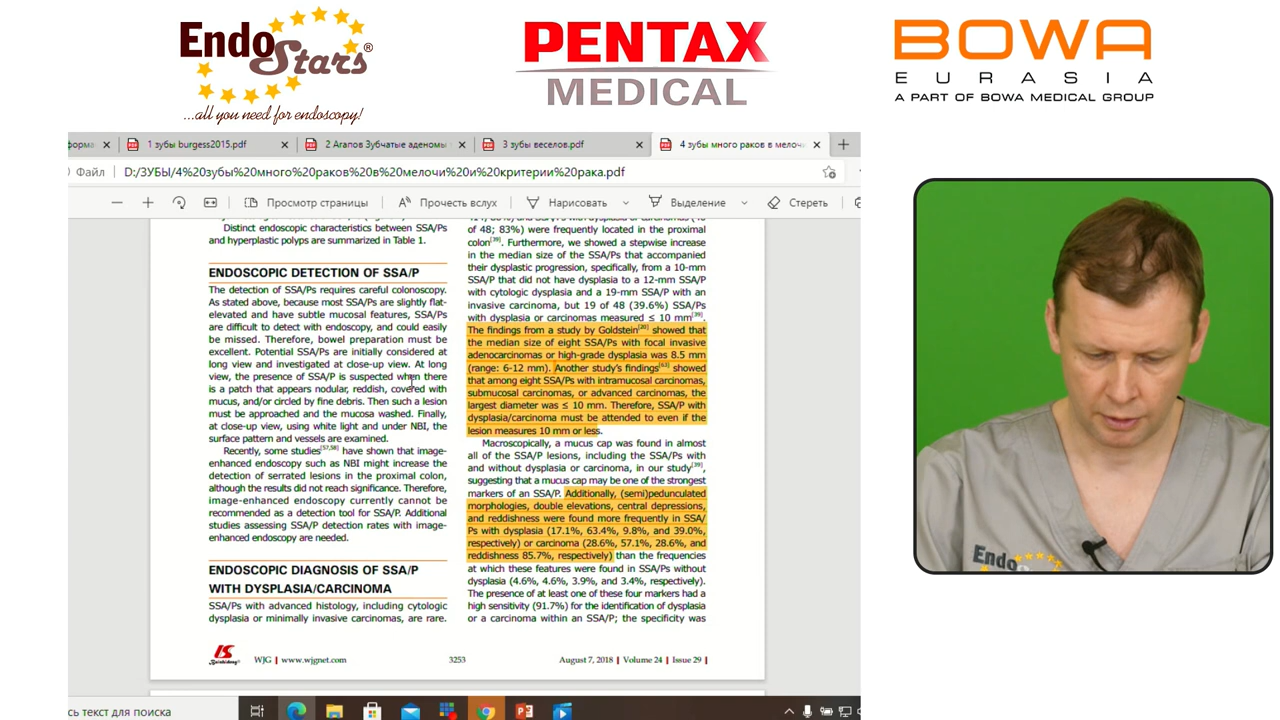 Endo
Stars®
...all you need for endoscopy!
PENTAX
MEDICAL
BOWA
EURASIA
A PART OF BOWA MEDICAL GROUP
1 зубы burgess2015.pdf
2 Агапов Зубчатые аденомы
3 зубы веселов.pdf
4 зубы много раков в мелочи
Файл
D:/ЗУБЫ/4%20зубы%20много%20раков%20в%20мелочи%20и%20критерии%20рака.pdf
Просмотр страницы
Прочесть вслух
Нарисовать
Выделение
Стереть
Distinct endoscopic characteristics between SSA/Ps
and hyperplastic polyps are summarized in Table 1.
ENDOSCOPIC DETECTION OF SSA/P
The detection of SSA/Ps requires careful colonoscopy.
As stated above, because most SSA/Ps are slightly flat-
elevated and have subtle mucosal features, SSA/Ps
are difficult to detect with endoscopy, and could easily
be missed. Therefore, bowel preparation must be
excellent. Potential SSA/Ps are initially considered at
long view and investigated at close-up view. At long
view, the presence of SSA/P is suspected when there
is a patch that appears nodular, reddish, covered with
mucus, and/or circled by fine debris. Then such a lesion
must be approached and the mucosa washed. Finally,
at close-up view, using white light and under NBI, the
surface pattern and vessels are examined.
Recently, some studies[57,58] have shown that image-
enhanced endoscopy such as NBI might increase the
detection of serrated lesions in the proximal colon,
although the results did not reach significance. Therefore,
image-enhanced endoscopy currently cannot be
recommended as a detection tool for SSA/P. Additional
studies assessing SSA/P detection rates with image-
enhanced endoscopy are needed.
ENDOSCOPIC DIAGNOSIS OF SSA/P
WITH DYSPLASIA/CARCINOMA
SSA/Ps with advanced histology, including cytologic
dysplasia or minimally invasive carcinomas, are rare.
of 48; 83%) were frequently located in the proximal
colon[39]. Furthermore, we showed a stepwise increase
in the median size of the SSA/Ps that accompanied
their dysplastic progression, specifically, from a 10-mm
SSA/P that did not have dysplasia to a 12-mm SSA/P
with cytologic dysplasia and a 19-mm SSA/P with an
invasive carcinoma, but 19 of 48 (39.6%) SSA/Ps
with dysplasia or carcinomas measured ≤ 10 mm[39].
The findings from a study by Goldstein[20] showed that
the median size of eight SSA/Ps with focal invasive
adenocarcinomas or high-grade dysplasia was 8.5 mm
(range: 6-12 mm). Another study's findings[63] showed
that among eight SSA/Ps with intramucosal carcinomas,
submucosal carcinomas, or advanced carcinomas, the
largest diameter was ≤ 10 mm. Therefore, SSA/P with
dysplasia/carcinoma must be attended to even if the
lesion measures 10 mm or less.
Macroscopically, a mucus cap was found in almost
all of the SSA/P lesions, including the SSA/Ps with
and without dysplasia or carcinoma, in our study[39],
suggesting that a mucus cap may be one of the strongest
markers of an SSA/P. Additionally, (semi)pedunculated
morphologies, double elevations, central depressions,
and reddishness were found more frequently in SSA/
Ps with dysplasia (17.1%, 63.4%, 9.8%, and 39.0%,
respectively) or carcinoma (28.6%, 57.1%, 28.6%, and
reddishness 85.7%, respectively) than the frequencies
at which these features were found in SSA/Ps without
dysplasia (4.6%, 4.6%, 3.9%, and 3.4%, respectively).
The presence of at least one of these four markers had a
high sensitivity (91.7%) for the identification of dysplasia
or a carcinoma within an SSA/P; the specificity was
WJG | www.wjgnet.com
3253
August 7, 2018 | Volume 24 | Issue 29 |
сь текст для поиска
Endo